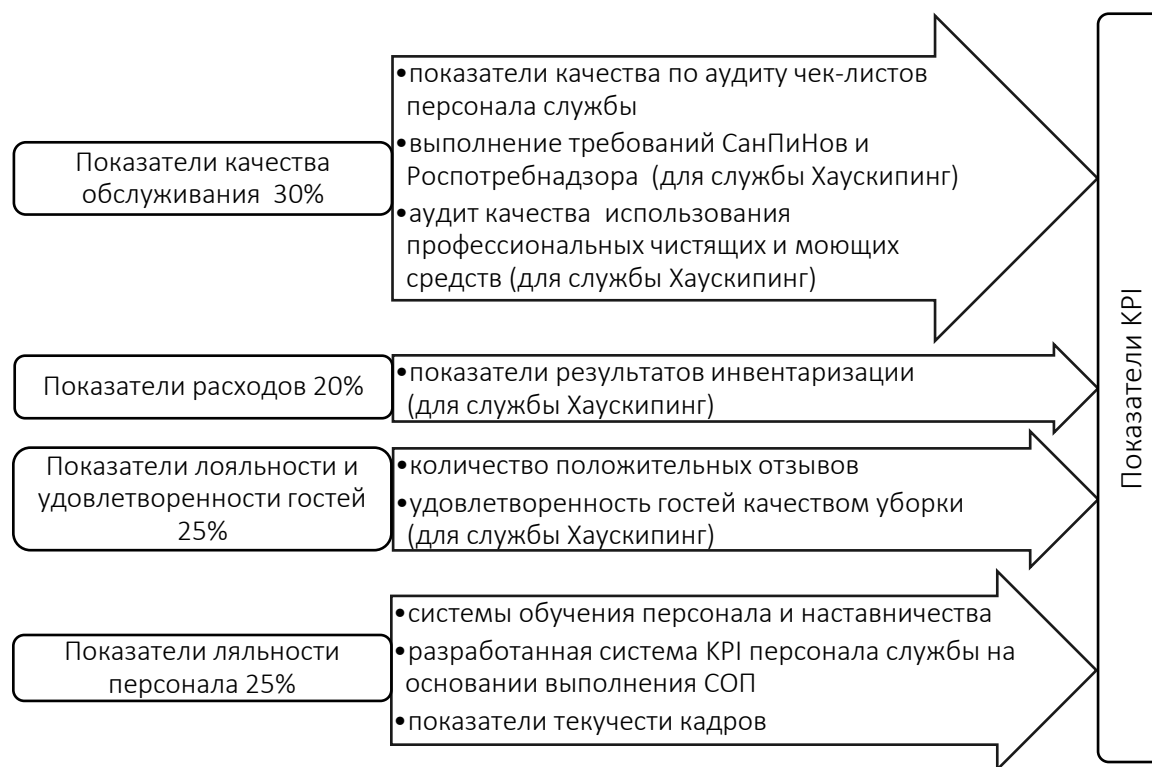 Показатели качества
обслуживания 30%
•показатели качества по аудиту чек-листов
персонала службы
•выполнение требований СанПиНов и
Роспотребнадзора (для службы Хаускипинг)
•аудит качества использования
профессиональных чистящих и моющих
средств (для службы Хаускипинг)
Показатели расходов 20%
•показатели результатов инвентаризации
(для службы Хаускипинг)
Показатели лояльности и
удовлетворенности гостей
25%
•количество положительных отзывов
•удовлетворенность гостей качеством уборки
(для службы Хаускипинг)
Показатели ляльности
персонала 25%
•системы обучения персонала и наставничества
•разработанная система KPI персонала службы на
основании выполнения СОП
•показатели текучести кадров
Показатели KPI